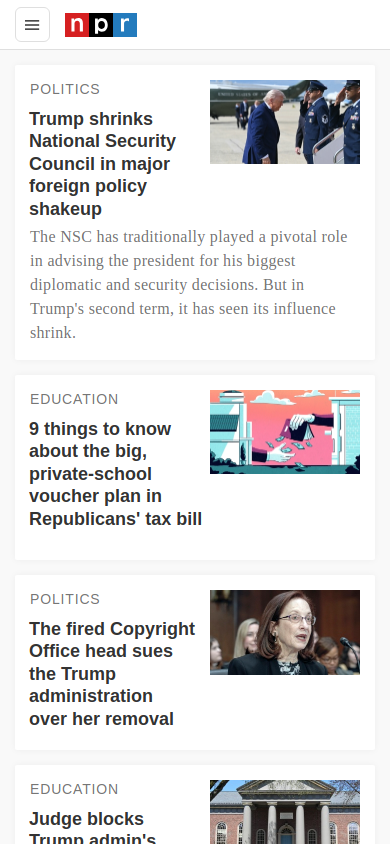 npr
POLITICS
Trump shrinks
National Security
Council in major
foreign policy
shakeup
The NSC has traditionally played a pivotal role
in advising the president for his biggest
diplomatic and security decisions. But in
Trump's second term, it has seen its influence
shrink.
EDUCATION
9 things to know
about the big,
private-school
voucher plan in
Republicans' tax bill
POLITICS
The fired Copyright
Office head sues
the Trump
administration
over her removal
EDUCATION
Judge blocks
Trump admin's